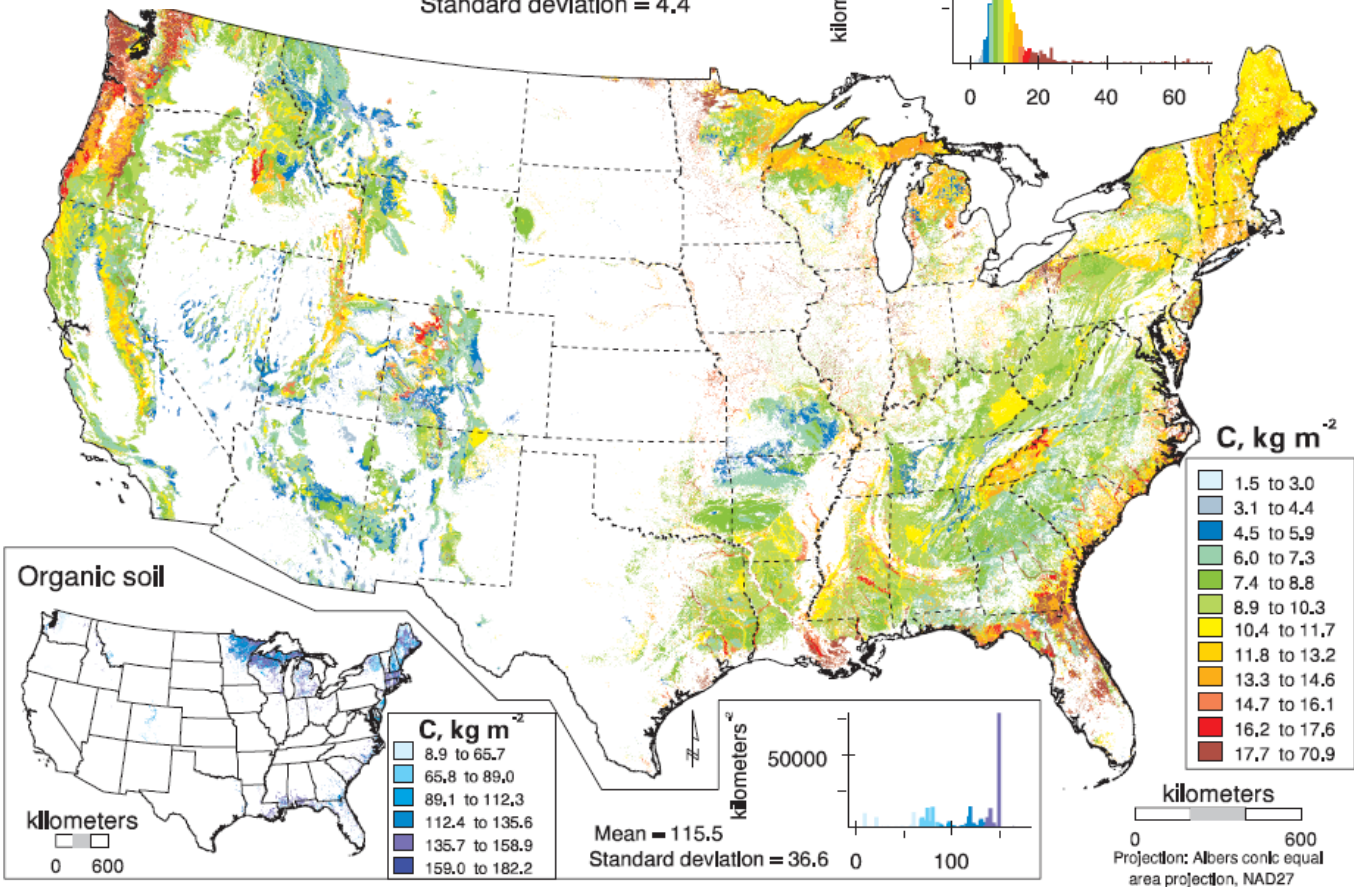 Standard deviation = 4.4
kilom
0 20 40 60
C, kg m-2
1.5 to 3.0
3.1 to 4.4
4.5 to 5.9
6.0 to 7.3
7.4 to 8.8
8.9 to 10.3
10.4 to 11.7
11.8 to 13.2
13.3 to 14.6
14.7 to 16.1
16.2 to 17.6
17.7 to 70.9
Organic soil
C, kg m-2
8.9 to 65.7
65.8 to 89.0
89.1 to 112.3
112.4 to 135.6
135.7 to 158.9
159.0 to 182.2
kilometers
0 600
N
Mean = 115.5
Standard deviation = 36.6
kilometers-2
50000
0 100
kilometers
0 600
Projection: Albers conic equal
area projection, NAD27